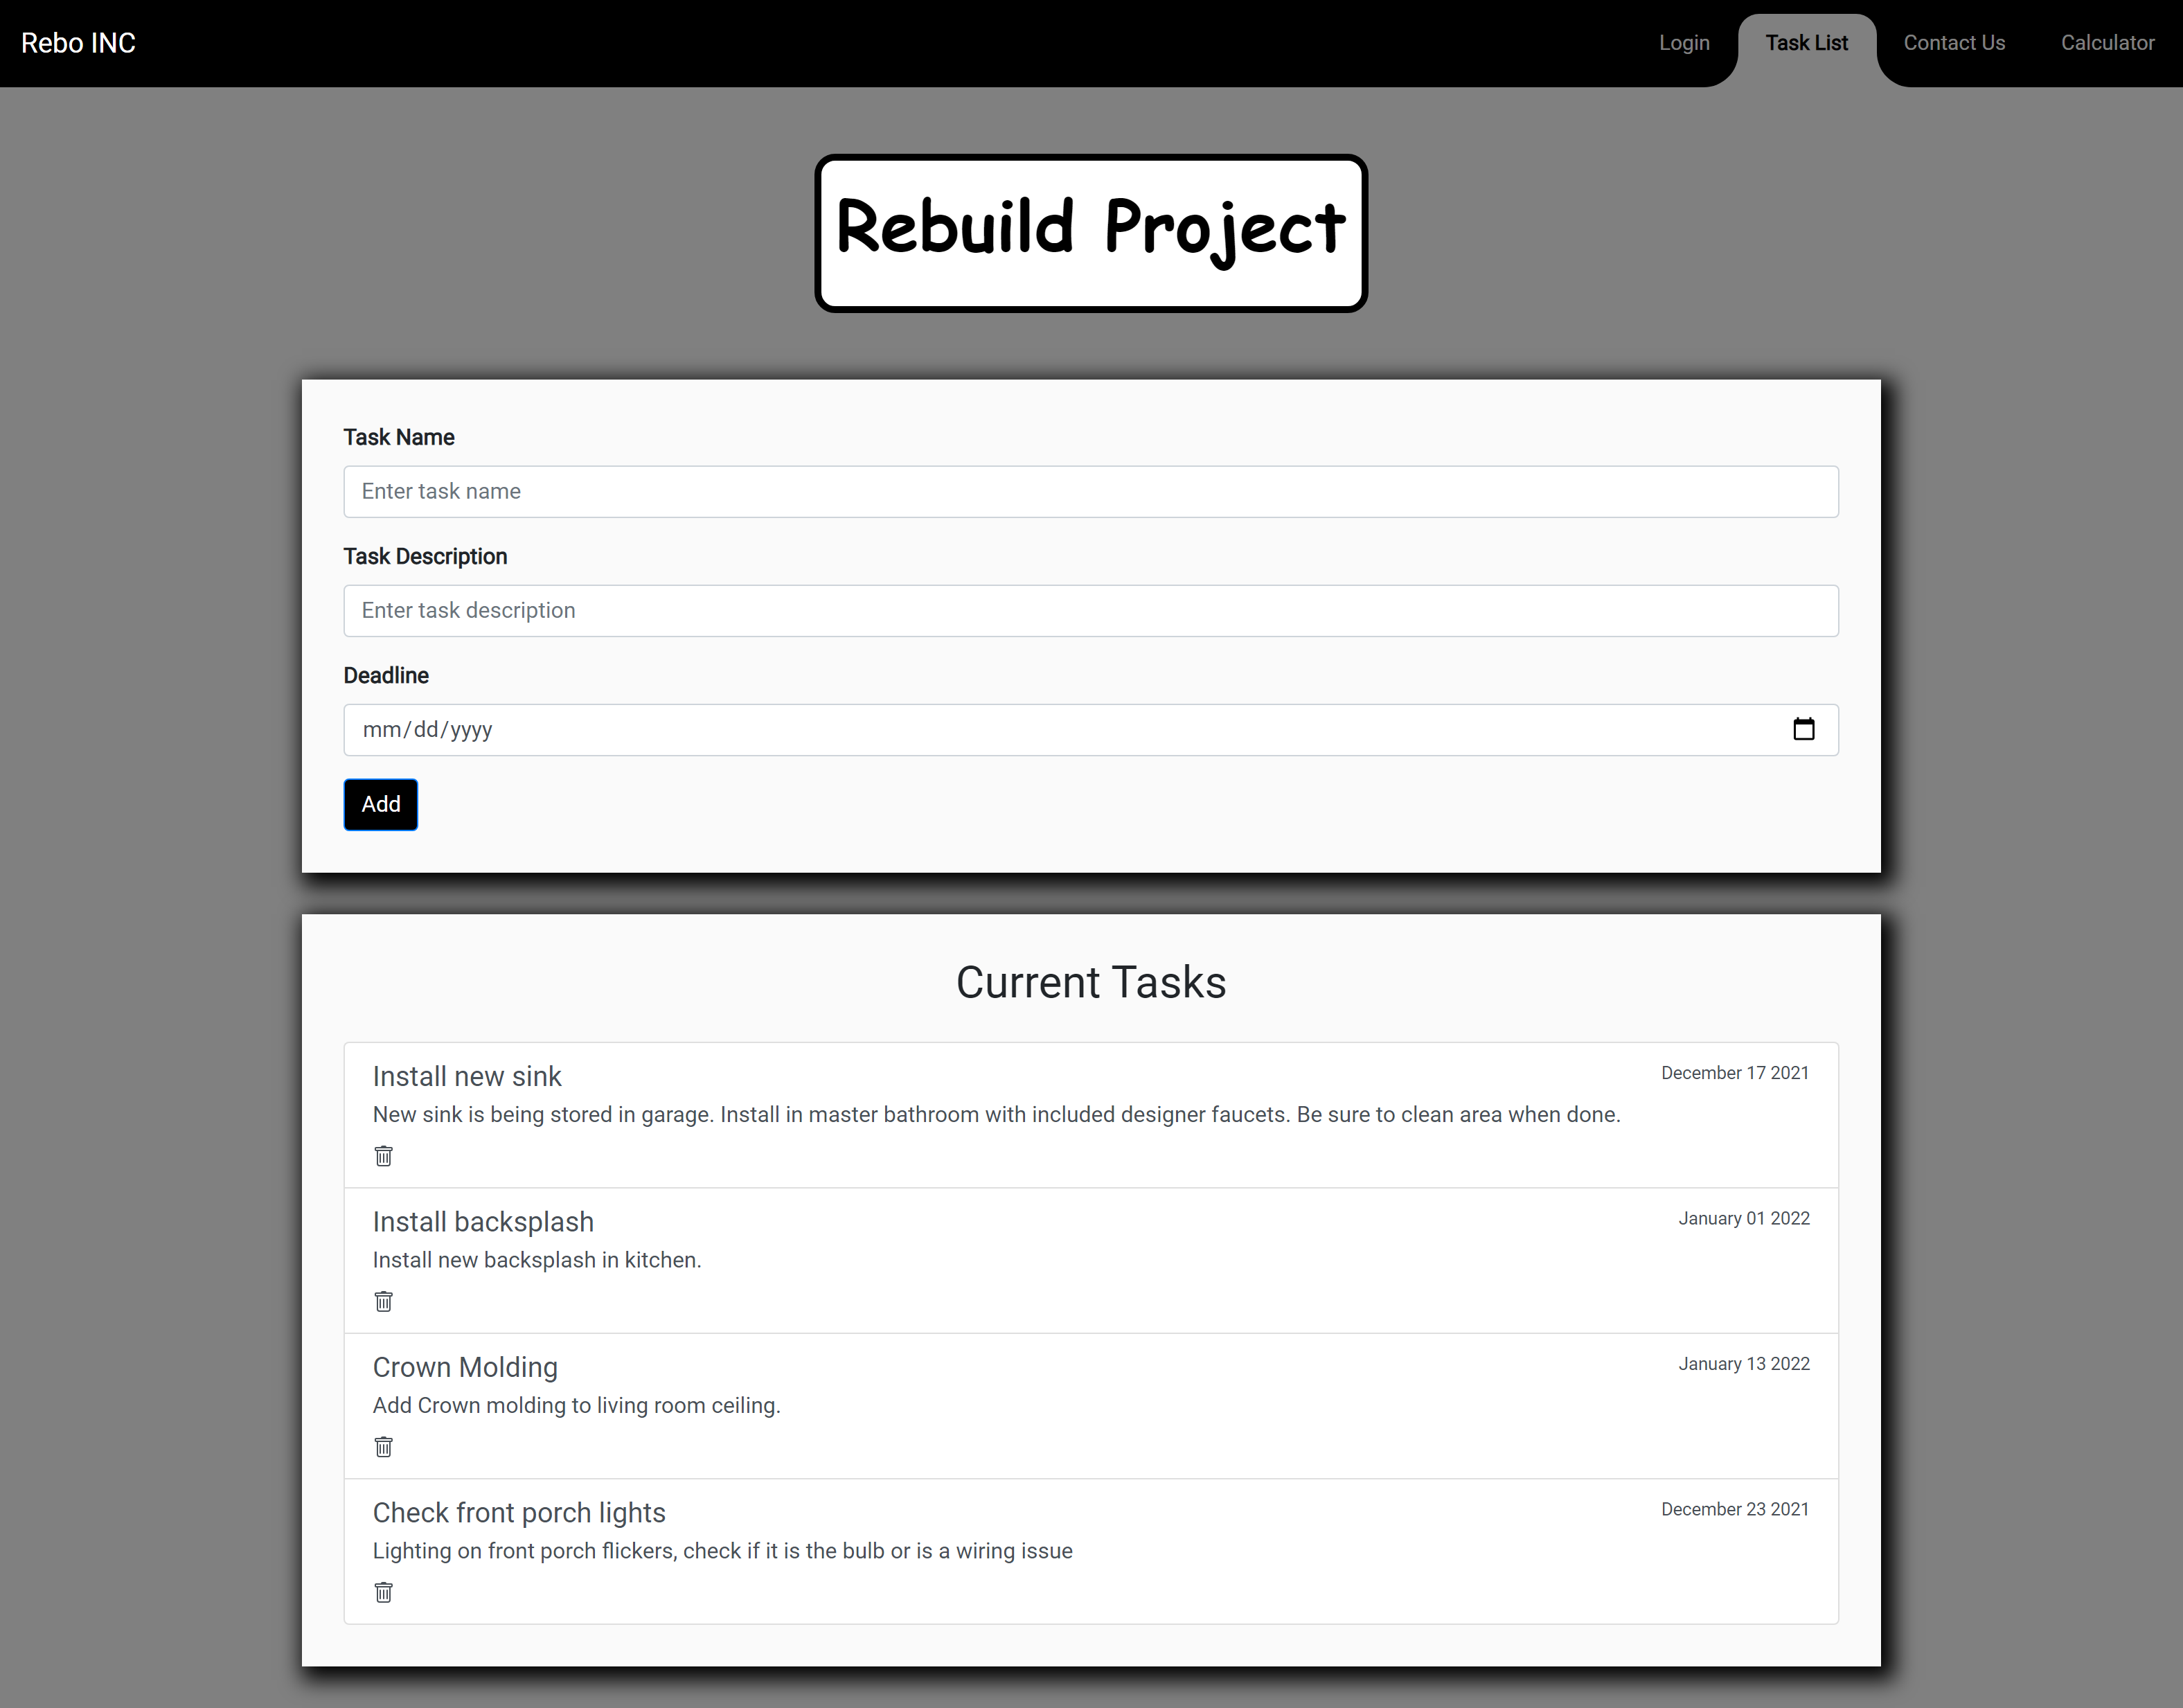 Rebo INC
Login
Task List
Contact Us
Calculator
Rebuild Project
Task Name
Enter task name
Task Description
Enter task description
Deadline
mm/dd/yyyy
Add
Current Tasks
Install new sink
December 17 2021
New sink is being stored in garage. Install in master bathroom with included designer faucets. Be sure to clean area when done.
Install backsplash
January 01 2022
Install new backsplash in kitchen.
Crown Molding
January 13 2022
Add Crown molding to living room ceiling.
Check front porch lights
December 23 2021
Lighting on front porch flickers, check if it is the bulb or is a wiring issue